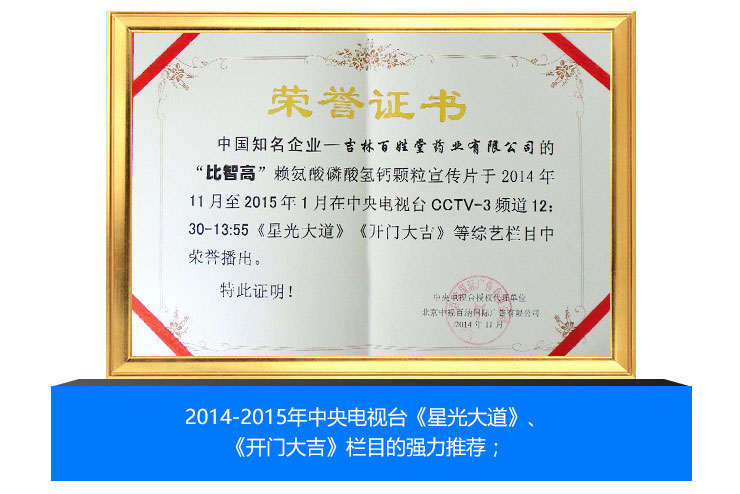 荣誉证书
中国知名企业—吉林百姓堂药业有限公司的
“比智高”赖氨酸磷酸氢钙颗粒宣传片于2014年
11月至2015年1月在中央电视台CCTV-3频道12:
30-13:55《星光大道》《开门大吉》等综艺栏目中
荣誉播出。
特此证明！
中央电视台授权代理单位
北京中视百纳国际广告有限公司
2014年11月
2014-2015年中央电视台《星光大道》、
《开门大吉》栏目的强力推荐；